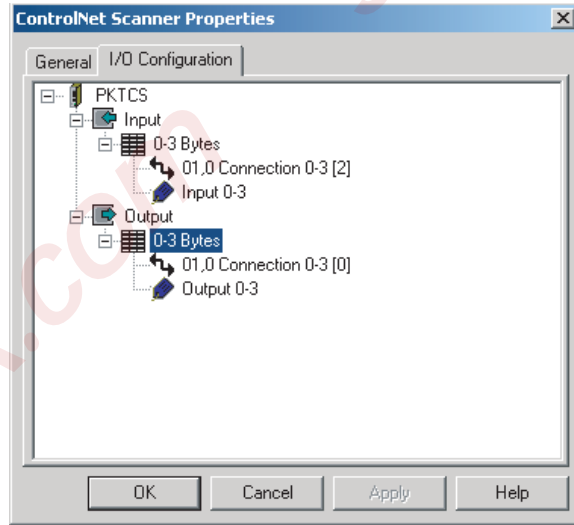 ControlNet Scanner Properties
General I/O Configuration
PKTCS
Input
0-3 Bytes
01,0 Connection 0-3 [2]
Input 0-3
Output
0-3 Bytes
01,0 Connection 0-3 [0]
Output 0-3
OK Cancel Apply Help
.com